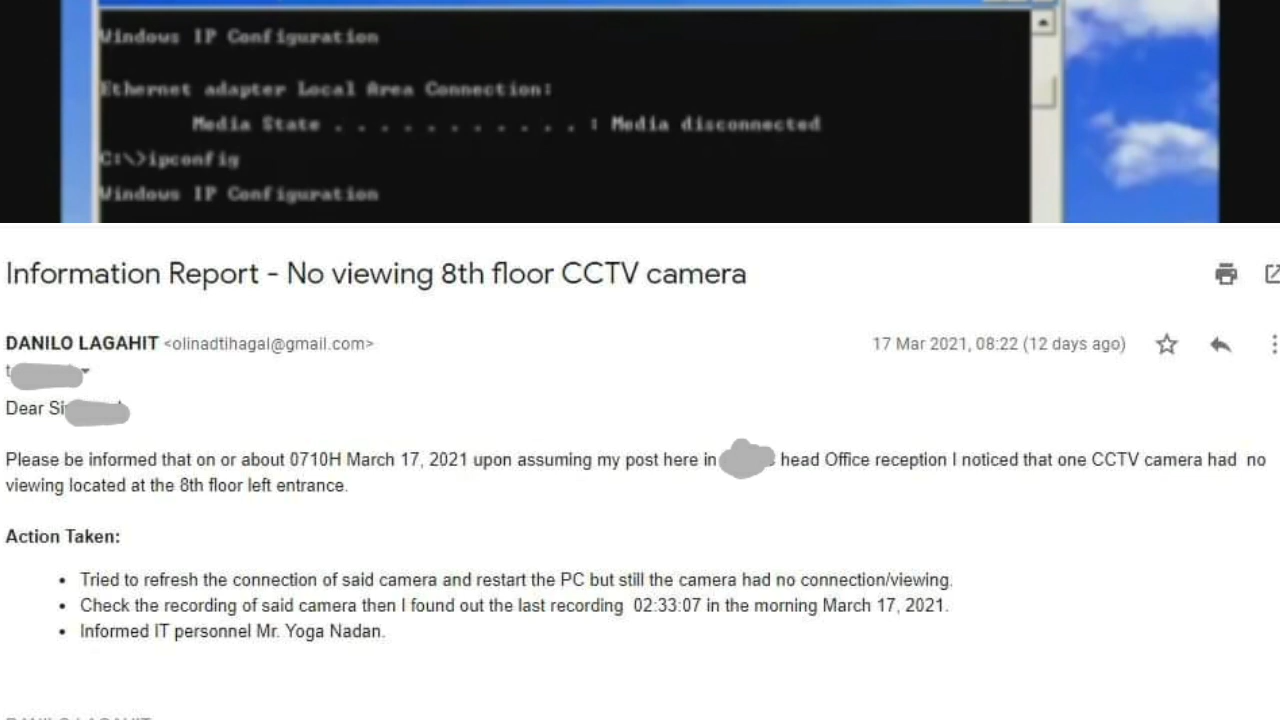 Windows IP Configuration
Ethernet adapter Local Area Connection:
Media State . . . . . . . . . . . : Media disconnected
C:\>ipconfig
Windows IP Configuration
Information Report - No viewing 8th floor CCTV camera
DANILO LAGAHIT <olinadtihagal@gmail.com>
17 Mar 2021, 08:22 (12 days ago)
Dear Si
Please be informed that on or about 0710H March 17, 2021 upon assuming my post here in head Office reception I noticed that one CCTV camera had no
viewing located at the 8th floor left entrance.
Action Taken:
• Tried to refresh the connection of said camera and restart the PC but still the camera had no connection/viewing.
• Check the recording of said camera then I found out the last recording 02:33:07 in the morning March 17, 2021.
• Informed IT personnel Mr. Yoga Nadan.